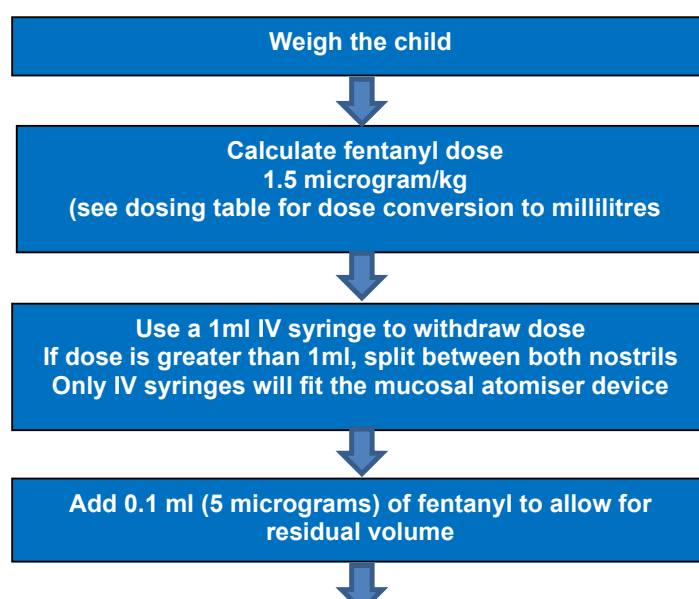 Weigh the child
Calculate fentanyl dose
1.5 microgram/kg
(see dosing table for dose conversion to millilitres
Use a 1ml IV syringe to withdraw dose
If dose is greater than 1ml, split between both nostrils
Only IV syringes will fit the mucosal atomiser device
Add 0.1 ml (5 micrograms) of fentanyl to allow for
residual volume